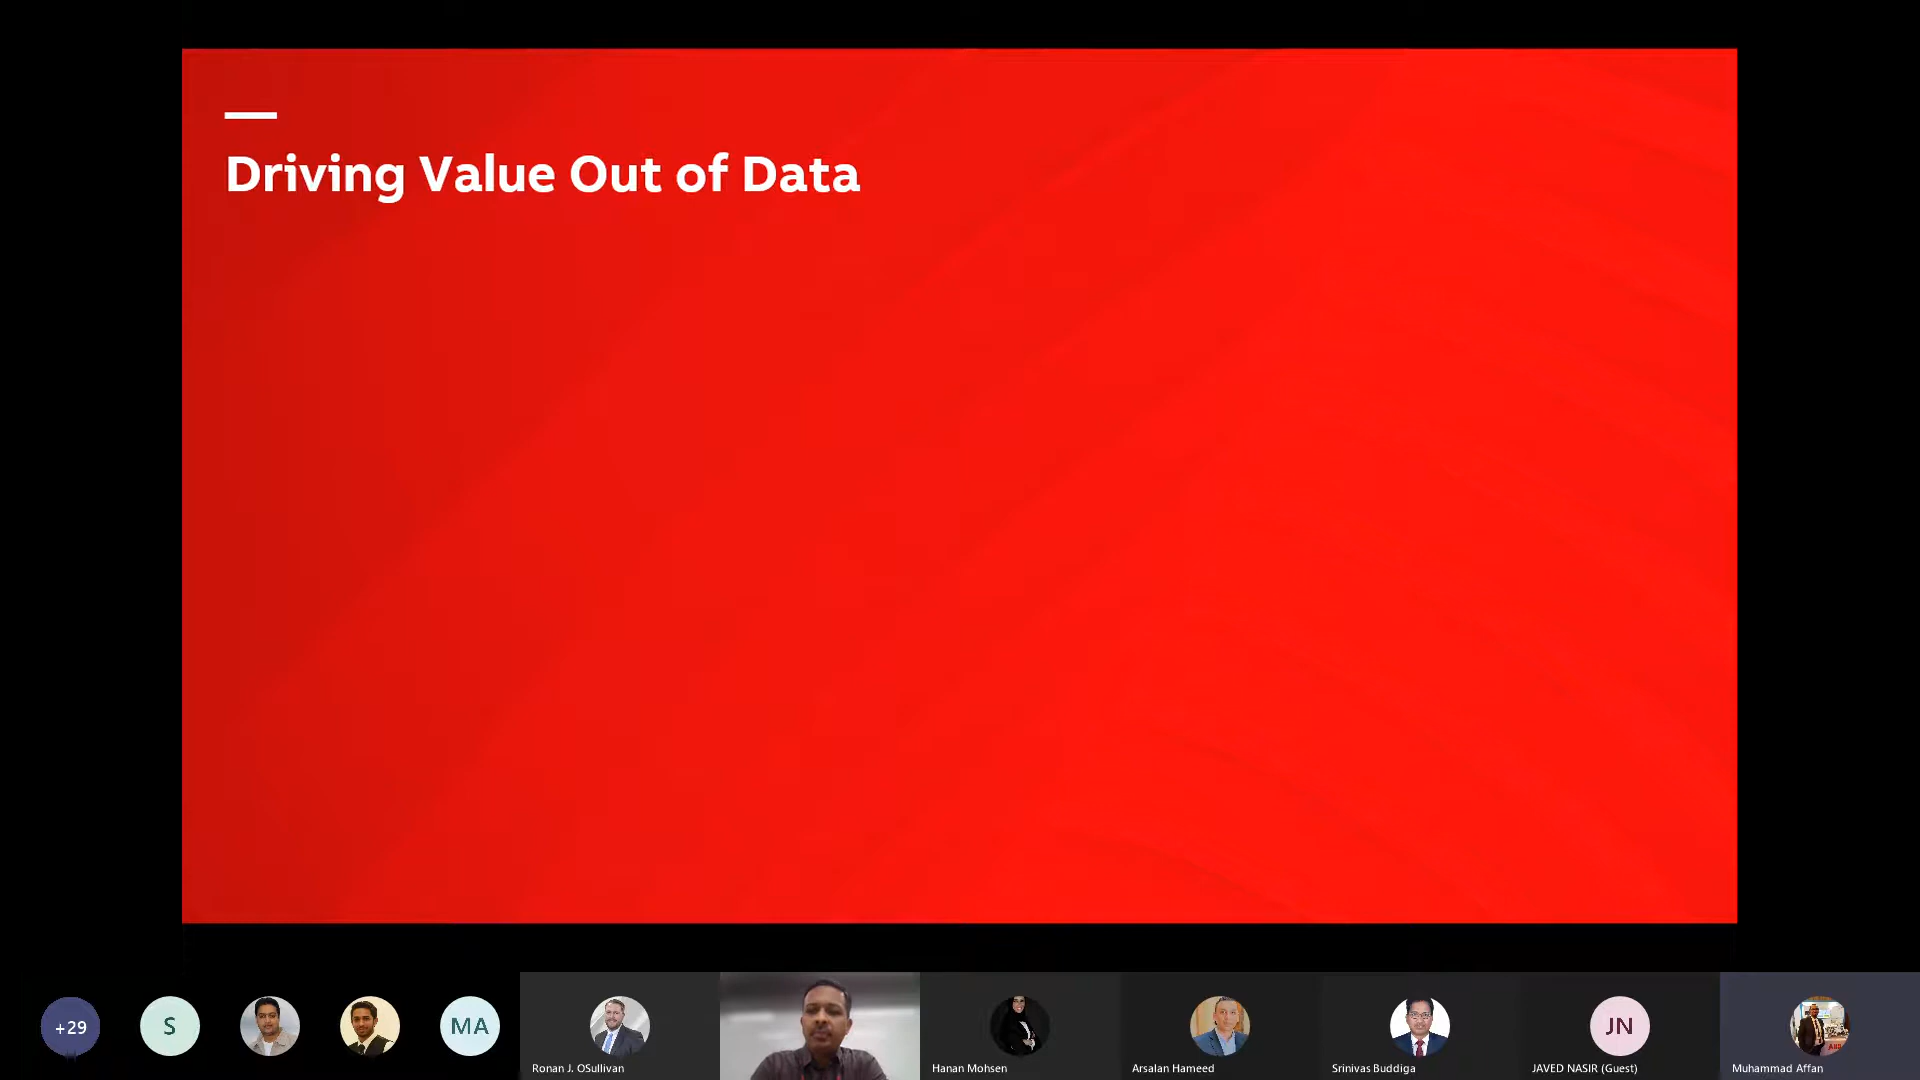 Driving Value Out of Data
+29
S
MA
Ronan J. OSullivan
Hanan Mohsen
Arsalan Hameed
Srinivas Buddiga
JN
JAVED NASIR (Guest)
Muhammad Affan